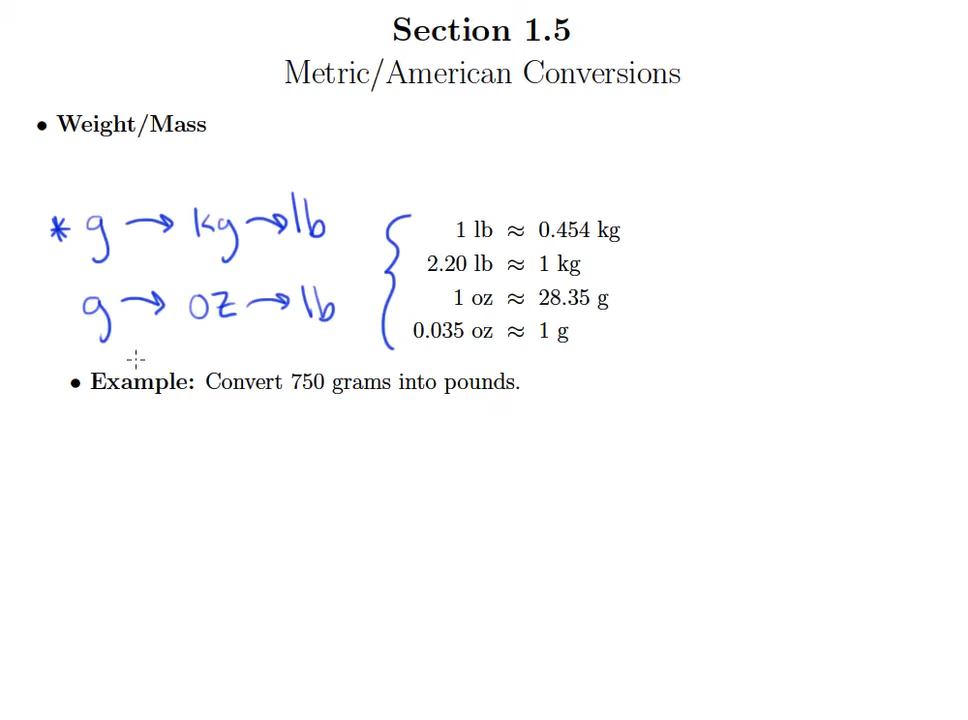 Section 1.5
Metric/American Conversions
• Weight/Mass
* g → kg → lb
g → oz → lb
1 lb ≈ 0.454 kg
2.20 lb ≈ 1 kg
1 oz ≈ 28.35 g
0.035 oz ≈ 1 g
• Example: Convert 750 grams into pounds.